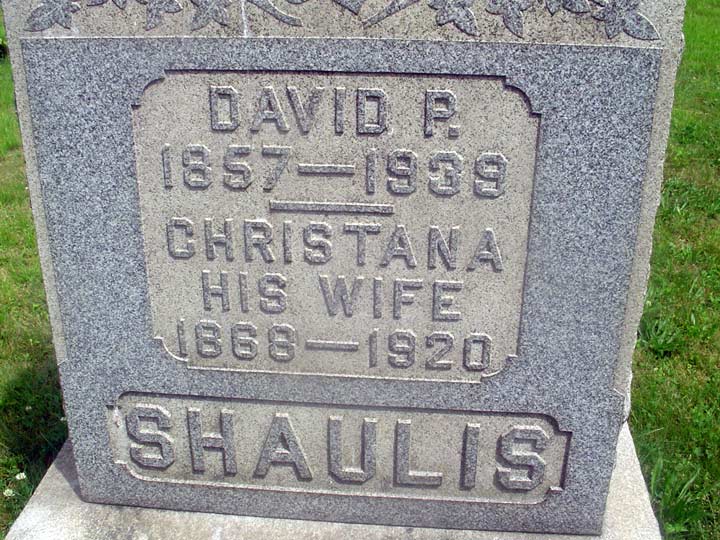 DAVID P.
1857—1939
CHRISTANA
HIS WIFE
1868—1920
SHAULIS